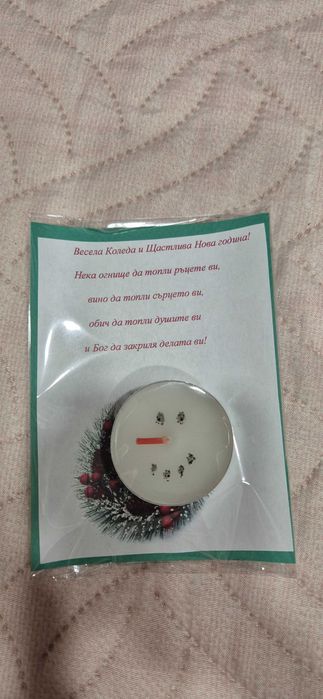 Весела Коледа и Щастлива Нова година!
Нека огнище да топли ръцете ви,
вино да топли сърцето ви,
обич да топли душите ви
и Бог да закриля делата ви!